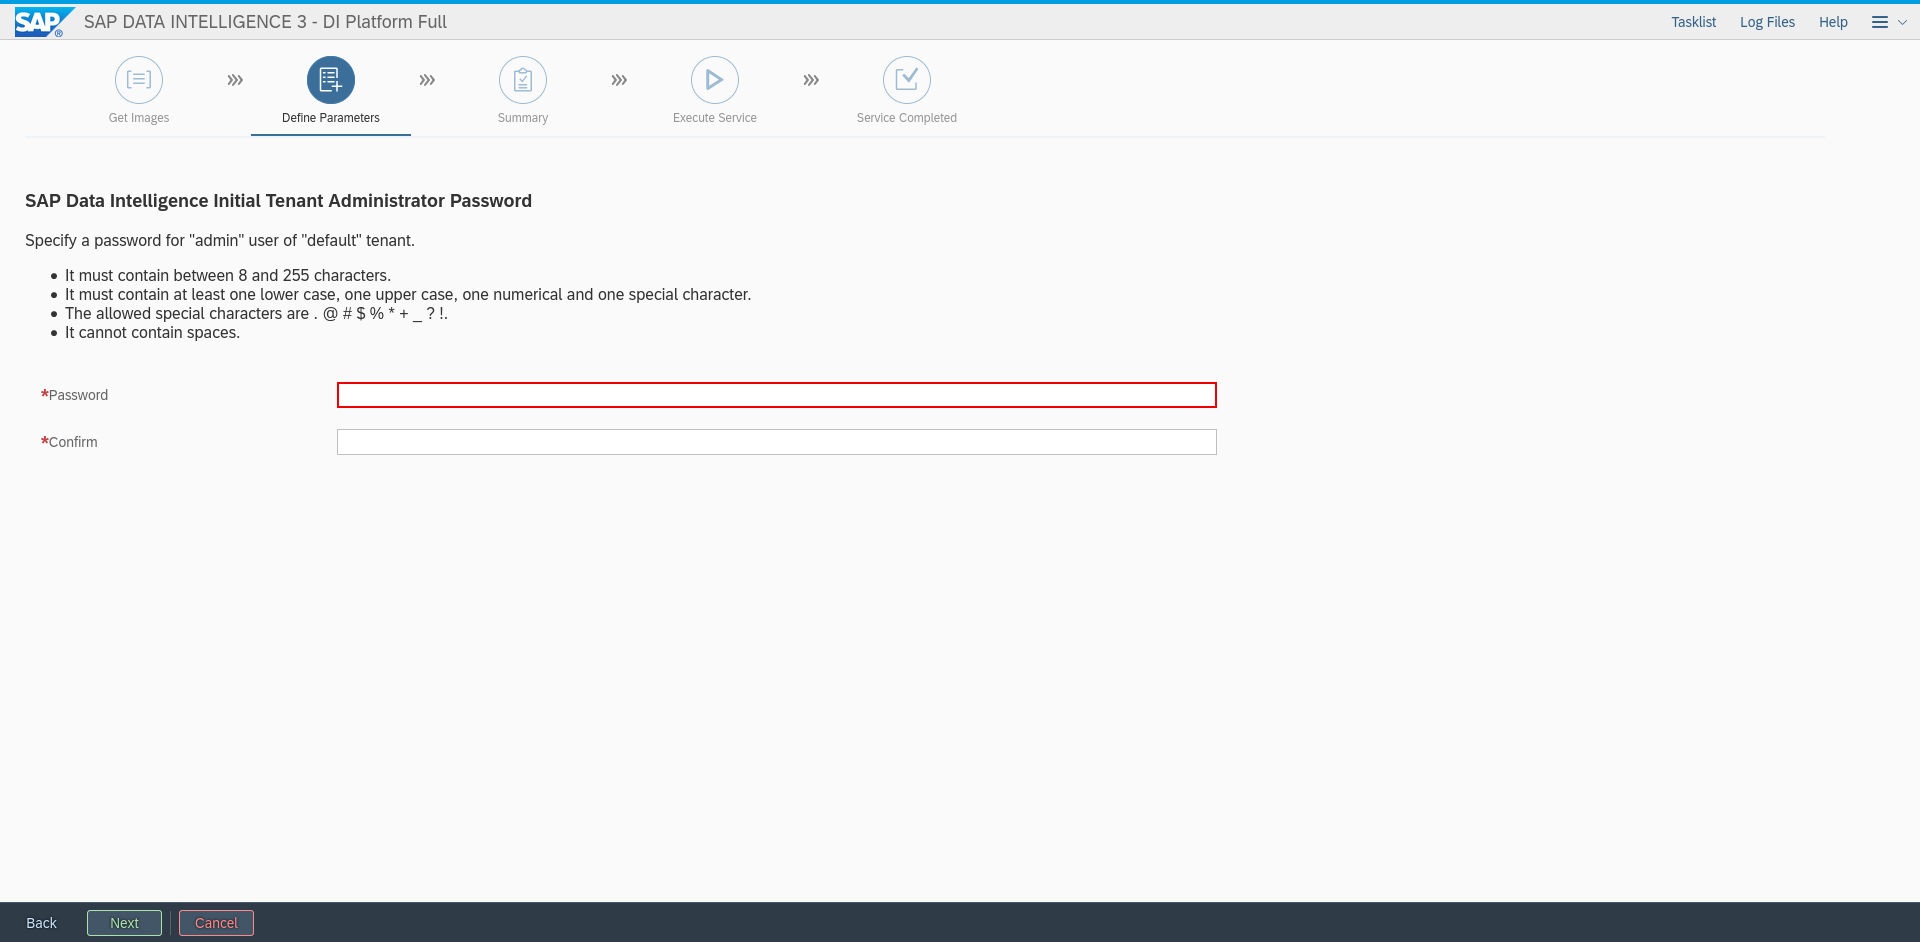 SAP® SAP DATA INTELLIGENCE 3 - DI Platform Full Tasklist Log Files Help
Get Images Define Parameters Summary Execute Service Service Completed
SAP Data Intelligence Initial Tenant Administrator Password
Specify a password for "admin" user of "default" tenant.
• It must contain between 8 and 255 characters.
• It must contain at least one lower case, one upper case, one numerical and one special character.
• The allowed special characters are . @ # $ % * + _ ? !.
• It cannot contain spaces.
*Password
*Confirm
Back Next Cancel